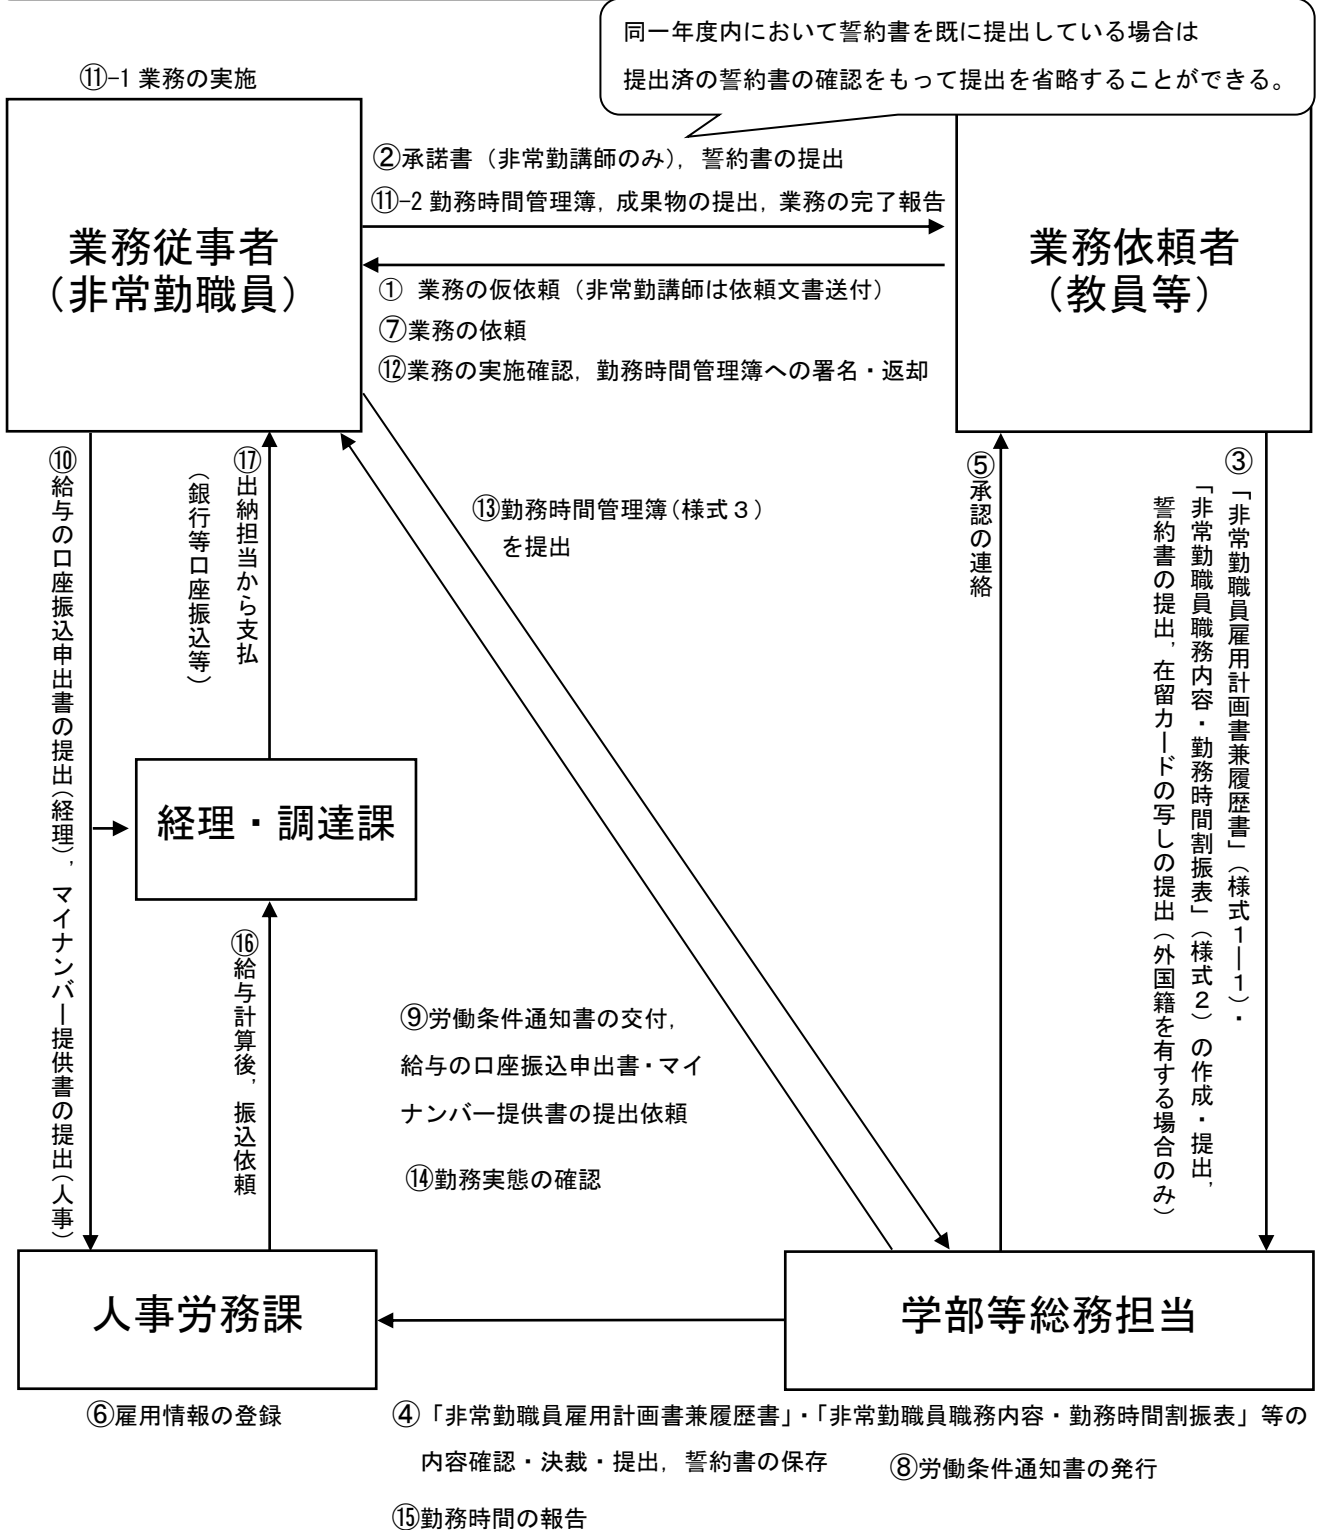 同一年度内において誓約書を既に提出している場合は
提出済の誓約書の確認をもって提出を省略することができる。
⑪-1 業務の実施
②承諾書（非常勤講師のみ），誓約書の提出
⑪-2 勤務時間管理簿，成果物の提出，業務の完了報告
業務従事者
（非常勤職員）
業務依頼者
（教員等）
① 業務の仮依頼（非常勤講師は依頼文書送付）
⑦業務の依頼
⑫業務の実施確認，勤務時間管理簿への署名・返却
⑩給与の口座振込申出書の提出（経理），マイナンバー提供書の提出（人事）
⑰出納担当から支払
（銀行等口座振込等）
⑬勤務時間管理簿（様式３）
を提出
⑤承認の連絡
③「非常勤職員雇用計画書兼履歴書」（様式１―１）・
「非常勤職員職務内容・勤務時間割振表」（様式２）の作成・提出，
誓約書の提出，在留カードの写しの提出（外国籍を有する場合のみ）
経理・調達課
⑯給与計算後，振込依頼
⑨労働条件通知書の交付，
給与の口座振込申出書・マイ
ナンバー提供書の提出依頼
⑭勤務実態の確認
人事労務課
学部等総務担当
⑥雇用情報の登録
④「非常勤職員雇用計画書兼履歴書」・「非常勤職員職務内容・勤務時間割振表」等の
内容確認・決裁・提出，誓約書の保存
⑧労働条件通知書の発行
⑮勤務時間の報告